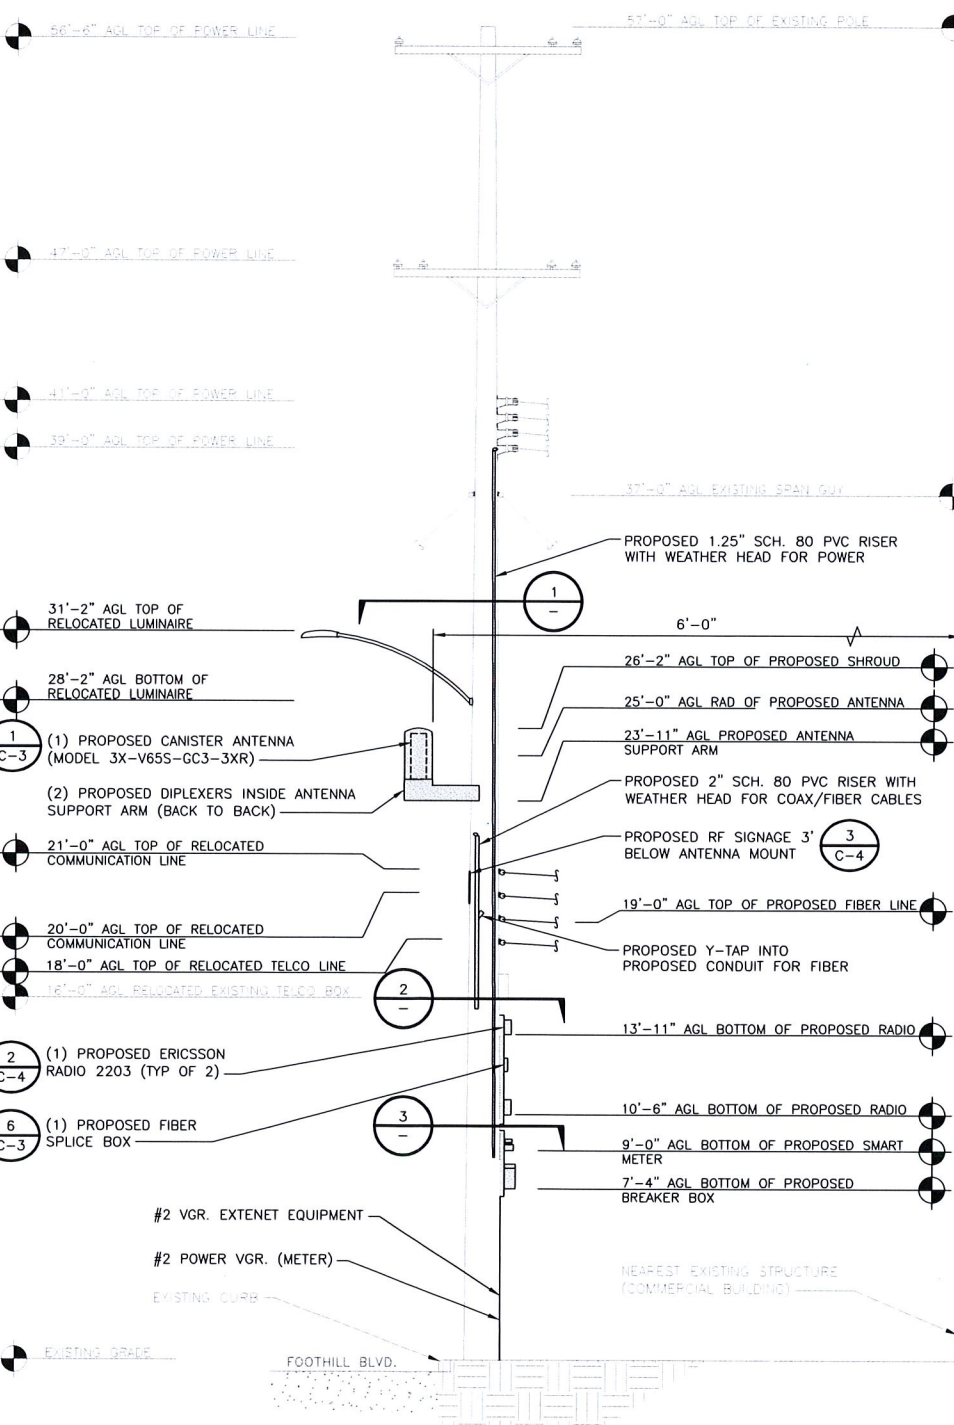 56'-6" AGL TOP OF POWER LINE
57'-0" AGL TOP OF EXISTING POLE
47'-0" AGL TOP OF POWER LINE
41'-0" AGL TOP OF POWER LINE
39'-0" AGL TOP OF POWER LINE
37'-0" AGL EXISTING SPAN GUY
PROPOSED 1.25" SCH. 80 PVC RISER
WITH WEATHER HEAD FOR POWER
1
-
31'-2" AGL TOP OF
RELOCATED LUMINAIRE
6'-0"
26'-2" AGL TOP OF PROPOSED SHROUD
28'-2" AGL BOTTOM OF
RELOCATED LUMINAIRE
25'-0" AGL RAD OF PROPOSED ANTENNA
1
C-3
(1) PROPOSED CANISTER ANTENNA
(MODEL 3X-V65S-GC3-3XR)
23'-11" AGL PROPOSED ANTENNA
SUPPORT ARM
(2) PROPOSED DIPLEXERS INSIDE ANTENNA
SUPPORT ARM (BACK TO BACK)
PROPOSED 2" SCH. 80 PVC RISER WITH
WEATHER HEAD FOR COAX/FIBER CABLES
21'-0" AGL TOP OF RELOCATED
COMMUNICATION LINE
PROPOSED RF SIGNAGE 3'
BELOW ANTENNA MOUNT
3
C-4
19'-0" AGL TOP OF PROPOSED FIBER LINE
20'-0" AGL TOP OF RELOCATED
COMMUNICATION LINE
PROPOSED Y-TAP INTO
PROPOSED CONDUIT FOR FIBER
18'-0" AGL TOP OF RELOCATED TELCO LINE
16'-0" AGL RELOCATED EXISTING TELCO BOX
2
-
13'-11" AGL BOTTOM OF PROPOSED RADIO
2
C-4
(1) PROPOSED ERICSSON
RADIO 2203 (TYP OF 2)
10'-6" AGL BOTTOM OF PROPOSED RADIO
6
C-3
(1) PROPOSED FIBER
SPLICE BOX
3
-
9'-0" AGL BOTTOM OF PROPOSED SMART
METER
7'-4" AGL BOTTOM OF PROPOSED
BREAKER BOX
#2 VGR. EXTENET EQUIPMENT
#2 POWER VGR. (METER)
NEAREST EXISTING STRUCTURE
(COMMERCIAL BUILDING)
EXISTING CURB
EXISTING GRADE
FOOTHILL BLVD.